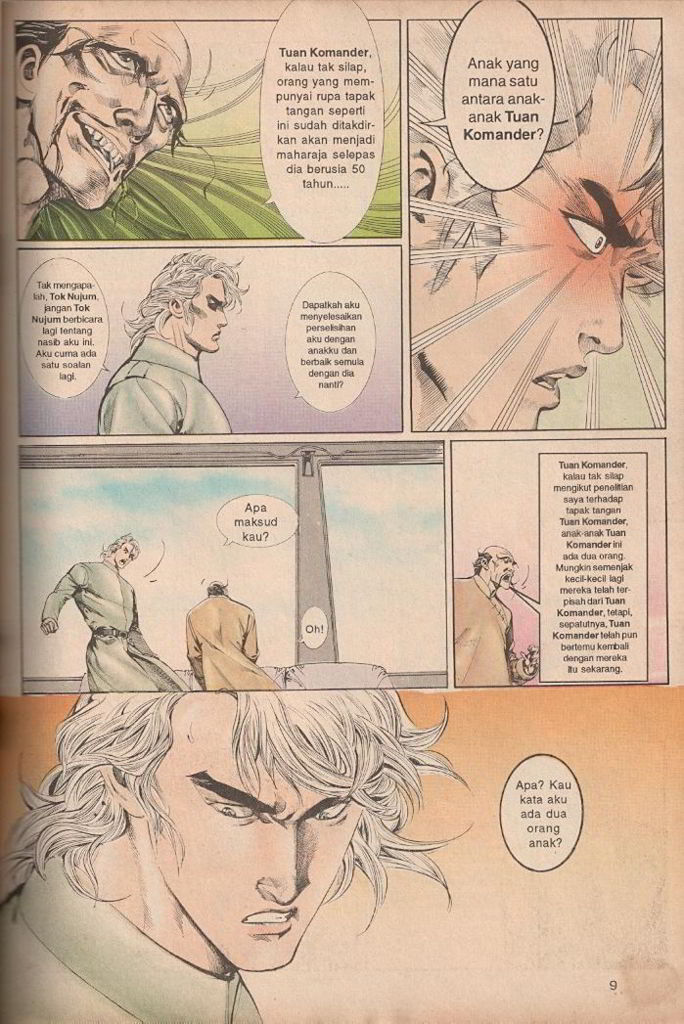 Tuan Komander,
kalau tak silap,
orang yang mem-
punyai rupa tapak
tangan seperti
ini sudah ditakdir-
kan akan menjadi
maharaja selepas
dia berusia 50
tahun.....
Anak yang
mana satu
antara anak-
anak Tuan
Komander?
Tak mengapa-
lah, Tok Nujum,
jangan Tok
Nujum berbicara
lagi tentang
nasib aku ini.
Aku cuma ada
satu soalan
lagi.
Dapatkah aku
menyelesaikan
perselisihan
aku dengan
anakku dan
berbaik semula
dengan dia
nanti?
Apa
maksud
kau?
Oh!
Tuan Komander,
kalau tak silap
mengikut penelitian
saya terhadap
tapak tangan
Tuan Komander,
anak-anak Tuan
Komander ini
ada dua orang.
Mungkin semenjak
kecil-kecil lagi
mereka telah ter-
pisah dari Tuan
Komander, tetapi,
sepatutnya, Tuan
Komander telah pun
bertemu kembali
dengan mereka
itu sekarang.
Apa? Kau
kata aku
ada dua
orang
anak?
9